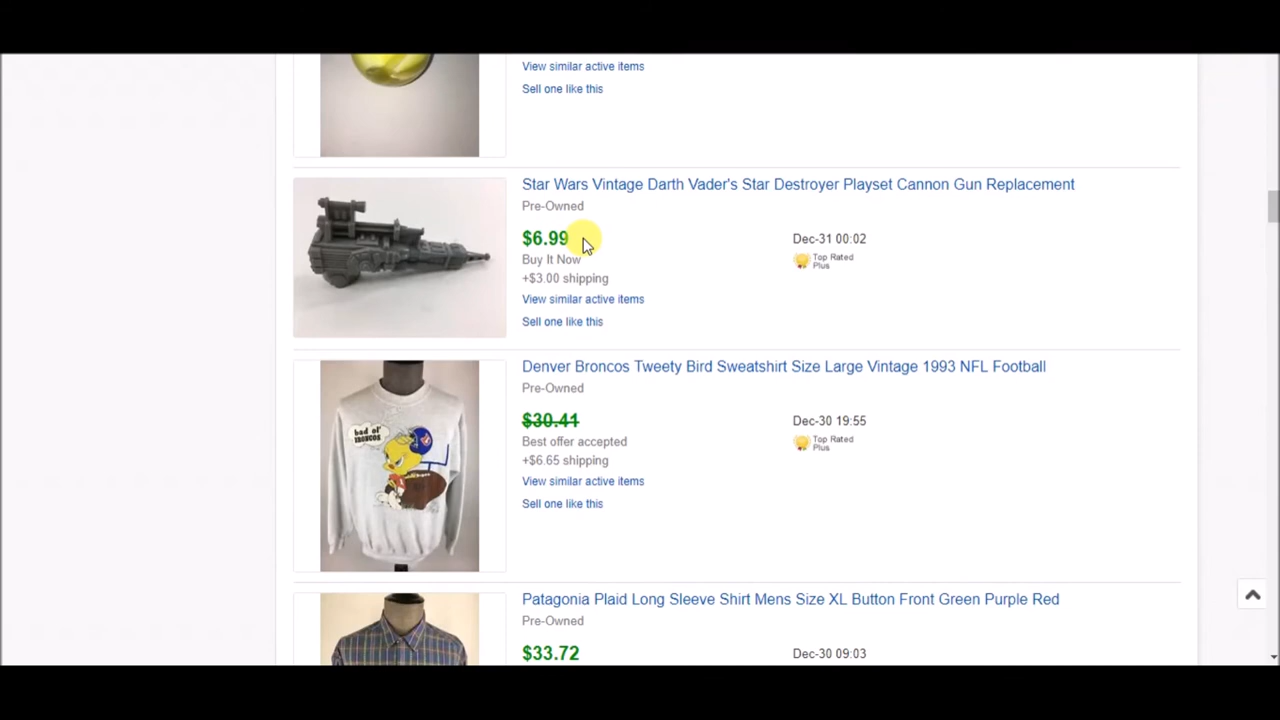 View similar active items
Sell one like this
Star Wars Vintage Darth Vader's Star Destroyer Playset Cannon Gun Replacement
Pre-Owned
$6.99
Dec-31 00:02
Buy It Now
Top Rated
Plus
+$3.00 shipping
View similar active items
Sell one like this
Denver Broncos Tweety Bird Sweatshirt Size Large Vintage 1993 NFL Football
Pre-Owned
$30.41
Dec-30 19:55
Best offer accepted
Top Rated
Plus
+$6.65 shipping
View similar active items
Sell one like this
bad ol'
BRONCOS
Patagonia Plaid Long Sleeve Shirt Mens Size XL Button Front Green Purple Red
Pre-Owned
$33.72
Dec-30 09:03